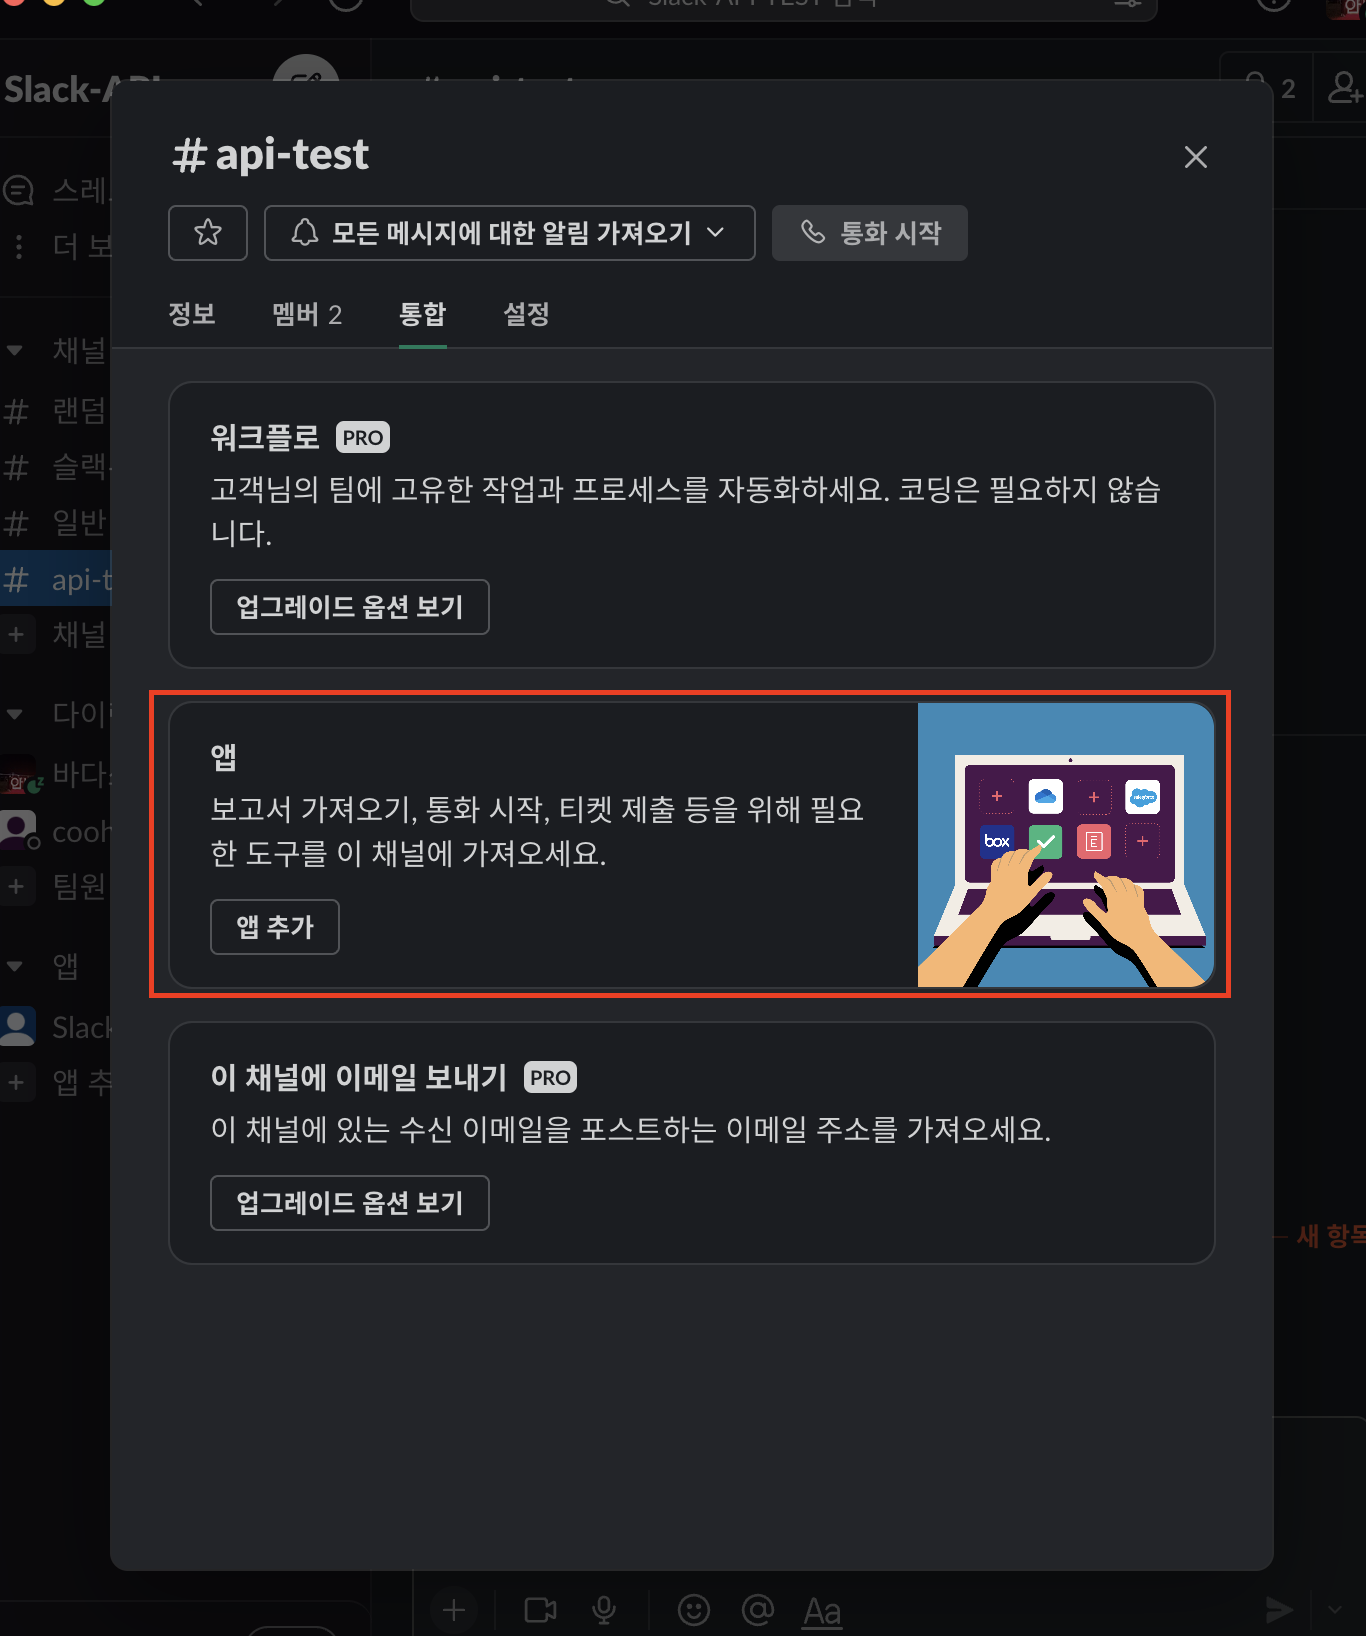 Slack-API
2
# api-test
모든 메시지에 대한 알림 가져오기
통화 시작
정보
멤버 2
통합
설정
스레
더 보
채널
# 랜덤
# 슬랙
# 일반
# api-t
+ 채널
다이
바다
cooh
+ 팀원
앱
Slack
+ 앱 추
워크플로 PRO
고객님의 팀에 고유한 작업과 프로세스를 자동화하세요. 코딩은 필요하지 않습
니다.
업그레이드 옵션 보기
앱
보고서 가져오기, 통화 시작, 티켓 제출 등을 위해 필요
한 도구를 이 채널에 가져오세요.
앱 추가
box
이 채널에 이메일 보내기 PRO
이 채널에 있는 수신 이메일을 포스트하는 이메일 주소를 가져오세요.
업그레이드 옵션 보기
새 항목
Aa